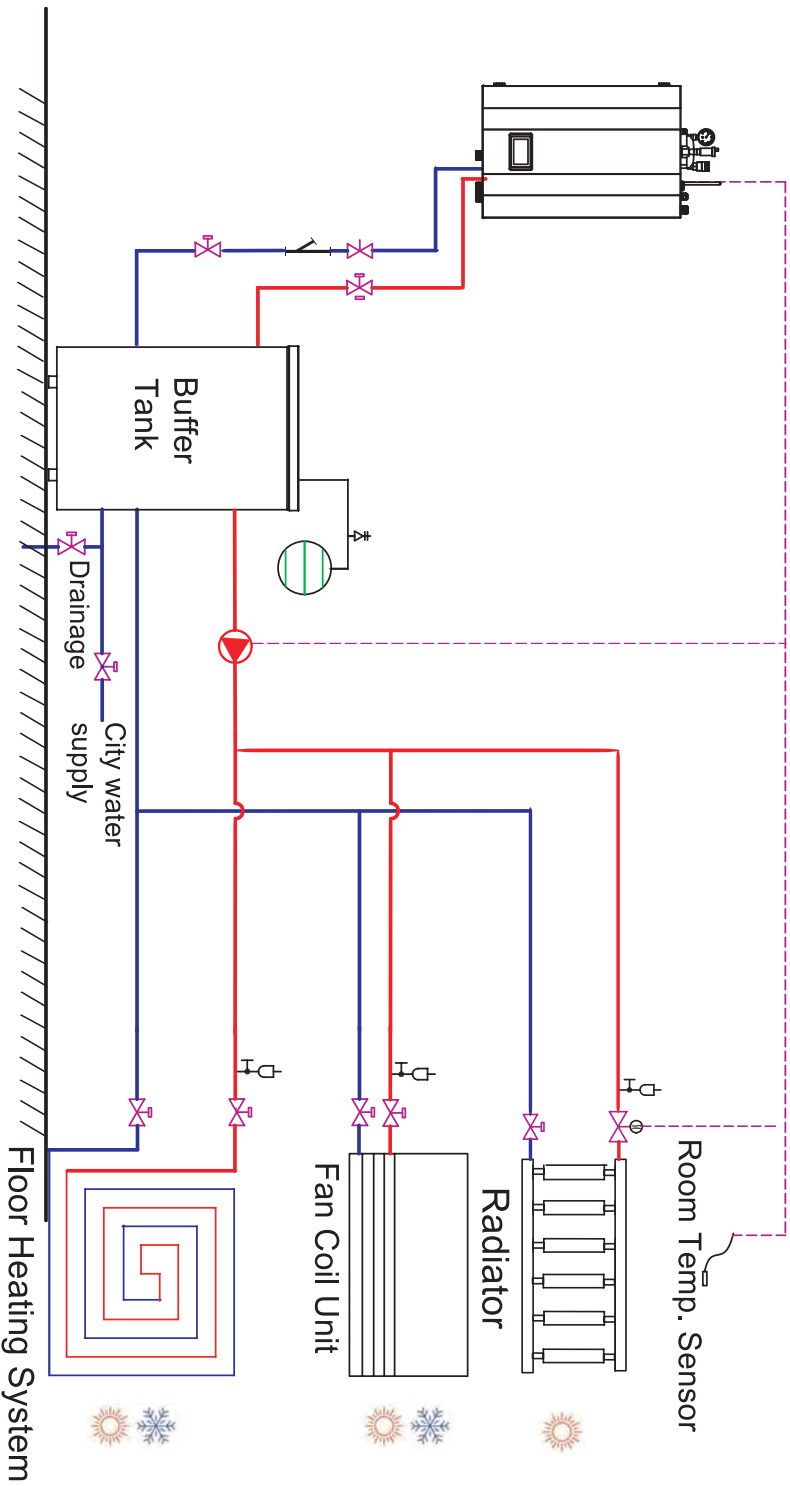 Room Temp. Sensor
Radiator
Fan Coil Unit
Buffer
Tank
Drainage
City water
supply
Floor Heating System